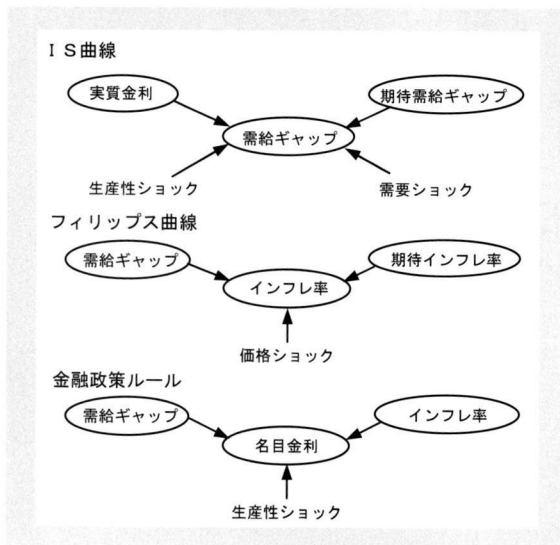 IS曲線
実質金利
期待需給ギャップ
需給ギャップ
生産性ショック
需要ショック
フィリップス曲線
需給ギャップ
期待インフレ率
インフレ率
価格ショック
金融政策ルール
需給ギャップ
インフレ率
名目金利
生産性ショック